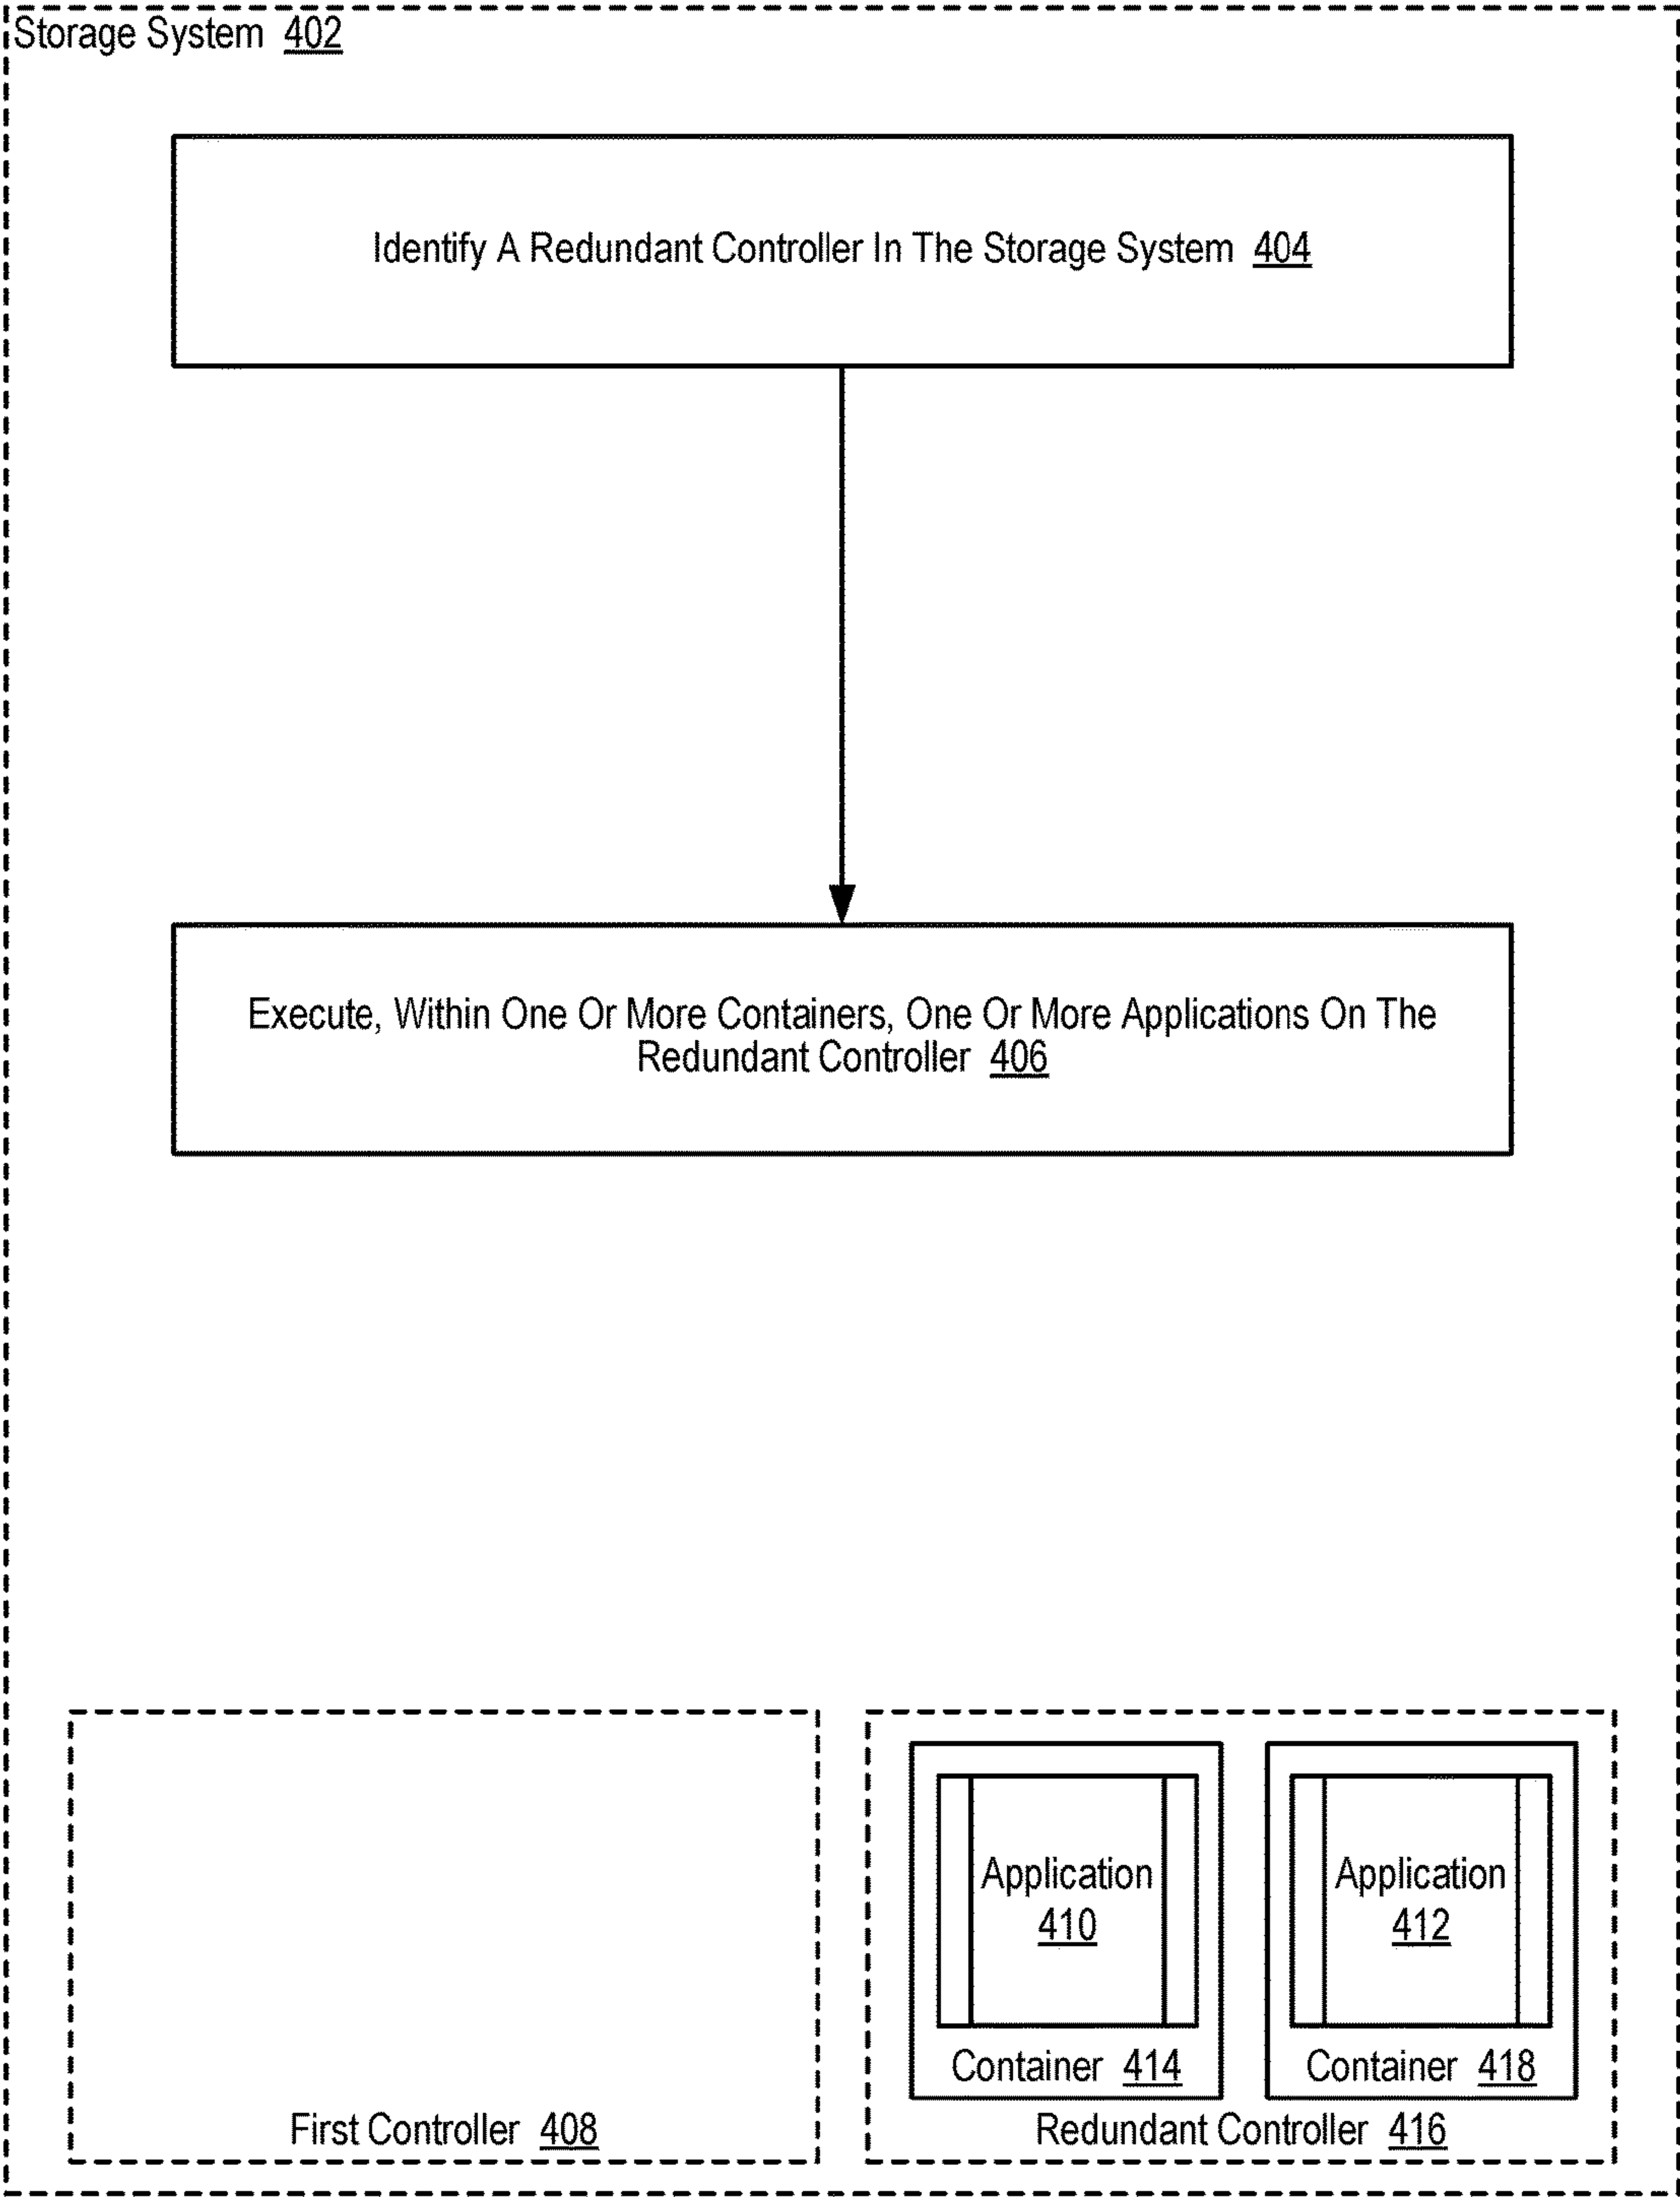 Storage System 402
Identify A Redundant Controller In The Storage System 404
Execute, Within One Or More Containers, One Or More Applications On The
Redundant Controller 406
Application
410
Container 414
Application
412
Container 418
First Controller 408
Redundant Controller 416